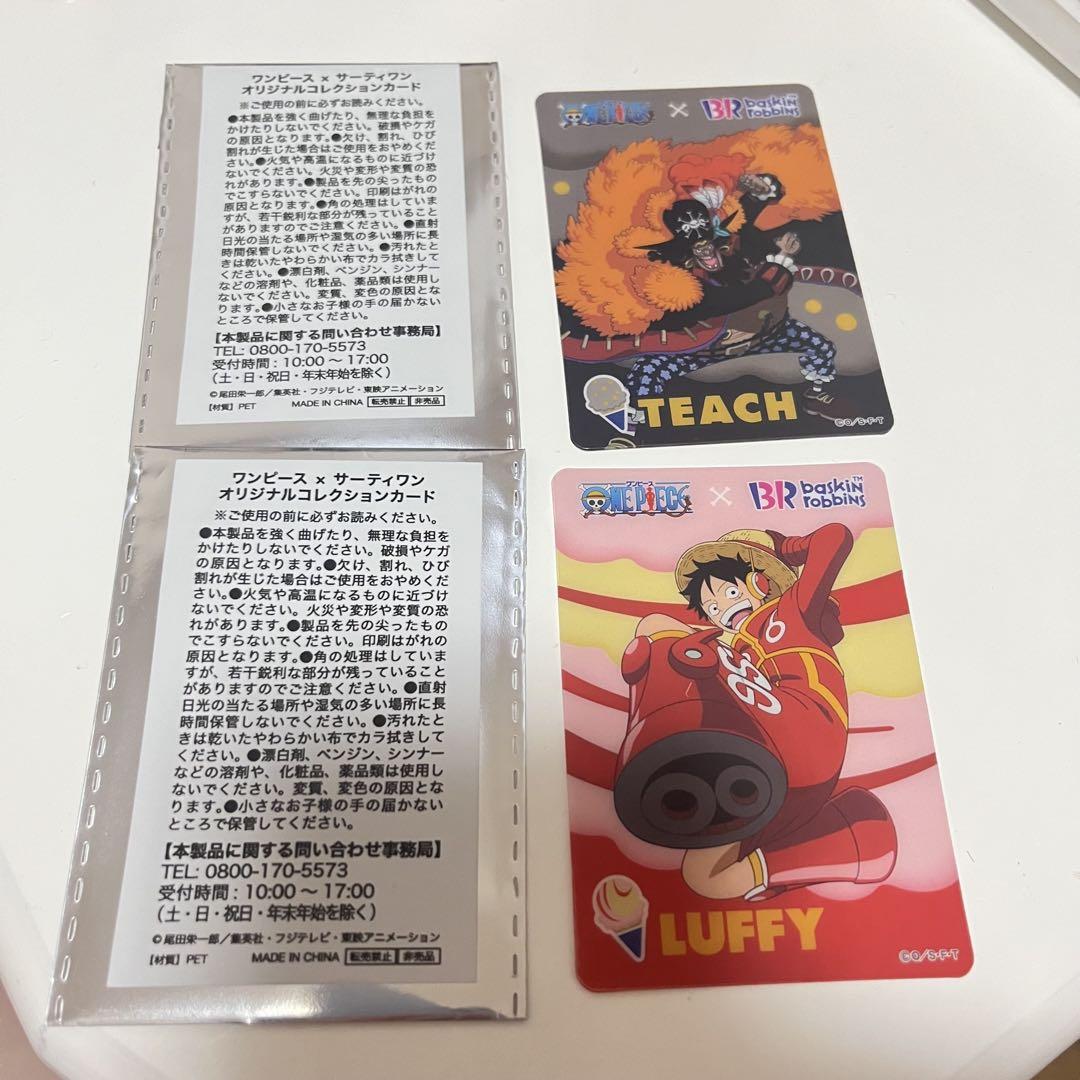 ワンピース x サーティワン
オリジナルコレクションカード
※ご使用の前に必ずお読みください。
●本製品を強く曲げたり、無理な負担を
かけたりしないでください。破損やケガ
の原因となります。●欠け、割れ、ひび
割れが生じた場合はご使用をおやめくだ
さい。●火気や高温になるものに近づけ
ないでください。火災や変形や変質の恐
れがあります。●製品を先の尖ったもの
でこすらないでください。印刷はがれの
原因となります。●角の処理はしていま
すが、若干鋭利な部分が残っていること
がありますのでご注意ください。●直射
日光の当たる場所や湿気の多い場所に長
時間保管しないでください。●汚れたと
きは乾いたやわらかい布でカラ拭きして
ください。●漂白剤、ベンジン、シンナー
などの溶剤や、化粧品、薬品類は使用し
ないでください。変質、変色の原因とな
ります。●小さなお子様の手の届かない
ところで保管してください。
【本製品に関する問い合わせ事務局】
TEL: 0800-170-5573
受付時間 : 10:00 ～ 17:00
（土・日・祝日・年末年始を除く）
©尾田栄一郎／集英社・フジテレビ・東映アニメーション
【材質】PET MADE IN CHINA 転売禁止 非売品
ONE PIECE × BR baskin robbins™
TEACH
©O/S・F・T
ワンピース x サーティワン
オリジナルコレクションカード
※ご使用の前に必ずお読みください。
●本製品を強く曲げたり、無理な負担を
かけたりしないでください。破損やケガ
の原因となります。●欠け、割れ、ひび
割れが生じた場合はご使用をおやめくだ
さい。●火気や高温になるものに近づけ
ないでください。火災や変形や変質の恐
れがあります。●製品を先の尖ったもの
でこすらないでください。印刷はがれの
原因となります。●角の処理はしていま
すが、若干鋭利な部分が残っていること
がありますのでご注意ください。●直射
日光の当たる場所や湿気の多い場所に長
時間保管しないでください。●汚れたと
きは乾いたやわらかい布でカラ拭きして
ください。●漂白剤、ベンジン、シンナー
などの溶剤や、化粧品、薬品類は使用し
ないでください。変質、変色の原因とな
ります。●小さなお子様の手の届かない
ところで保管してください。
【本製品に関する問い合わせ事務局】
TEL: 0800-170-5573
受付時間 : 10:00 ～ 17:00
（土・日・祝日・年末年始を除く）
©尾田栄一郎／集英社・フジテレビ・東映アニメーション
【材質】PET MADE IN CHINA 転売禁止 非売品
ワンピース
ONE PIECE × BR baskin robbins™
6
56
LUFFY
©O/S・F・T